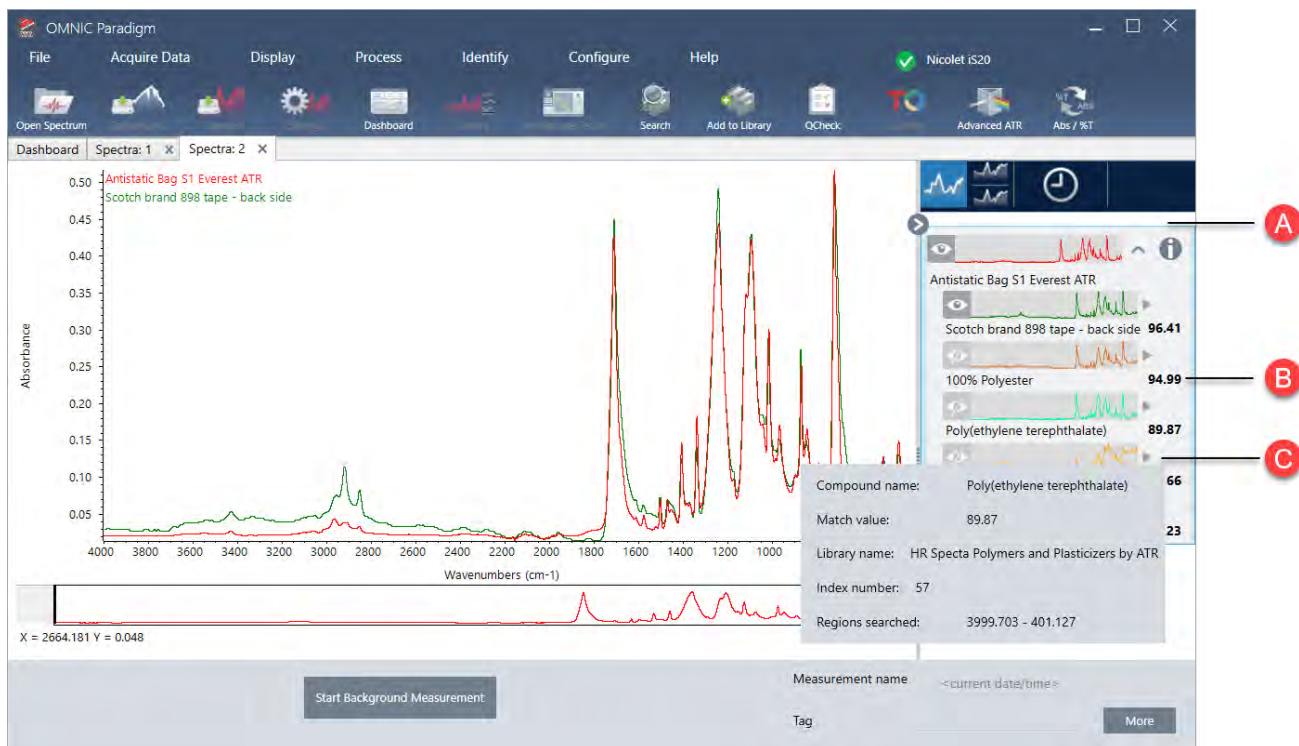 OMNIC Paradigm
File Acquire Data Display Process Identify Configure Help Nicolet iS20
Open Spectrum Dashboard Search Add to Library QCheck Advanced ATR Abs / %T
Dashboard Spectra: 1 x Spectra: 2 x
Antistatic Bag S1 Everest ATR
Scotch brand 898 tape - back side
0.50
0.45
0.40
0.35
0.30
0.25
0.20
0.15
0.10
0.05
Absorbance
4000 3800 3600 3400 3200 3000 2800 2600 2400 2200 2000 1800 1600 1400 1200 1000
Wavenumbers (cm-1)
X = 2664.181 Y = 0.048
A
Antistatic Bag S1 Everest ATR
Scotch brand 898 tape - back side 96.41
100% Polyester 94.99
B
Poly(ethylene terephthalate) 89.87
C
66
23
Compound name: Poly(ethylene terephthalate)
Match value: 89.87
Library name: HR Specta Polymers and Plasticizers by ATR
Index number: 57
Regions searched: 3999.703 - 401.127
Start Background Measurement
Measurement name <current date/time>
Tag
More